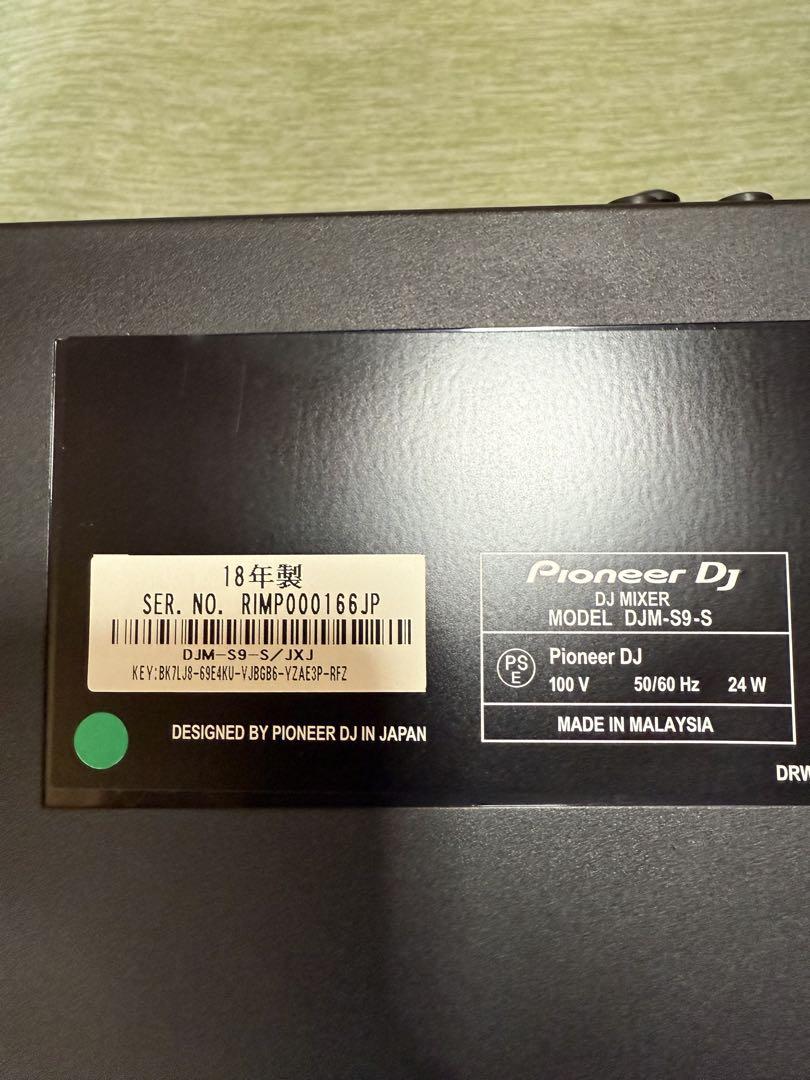 18年製
SER. NO. RIMP000166JP
DJM-S9-S/JXJ
KEY:BK7LJ8-69E4KU-VJBGB6-YZAE3P-RFZ
DESIGNED BY PIONEER DJ IN JAPAN
Pioneer DJ
DJ MIXER
MODEL DJM-S9-S
PS
E
Pioneer DJ
100 V 50/60 Hz 24 W
MADE IN MALAYSIA